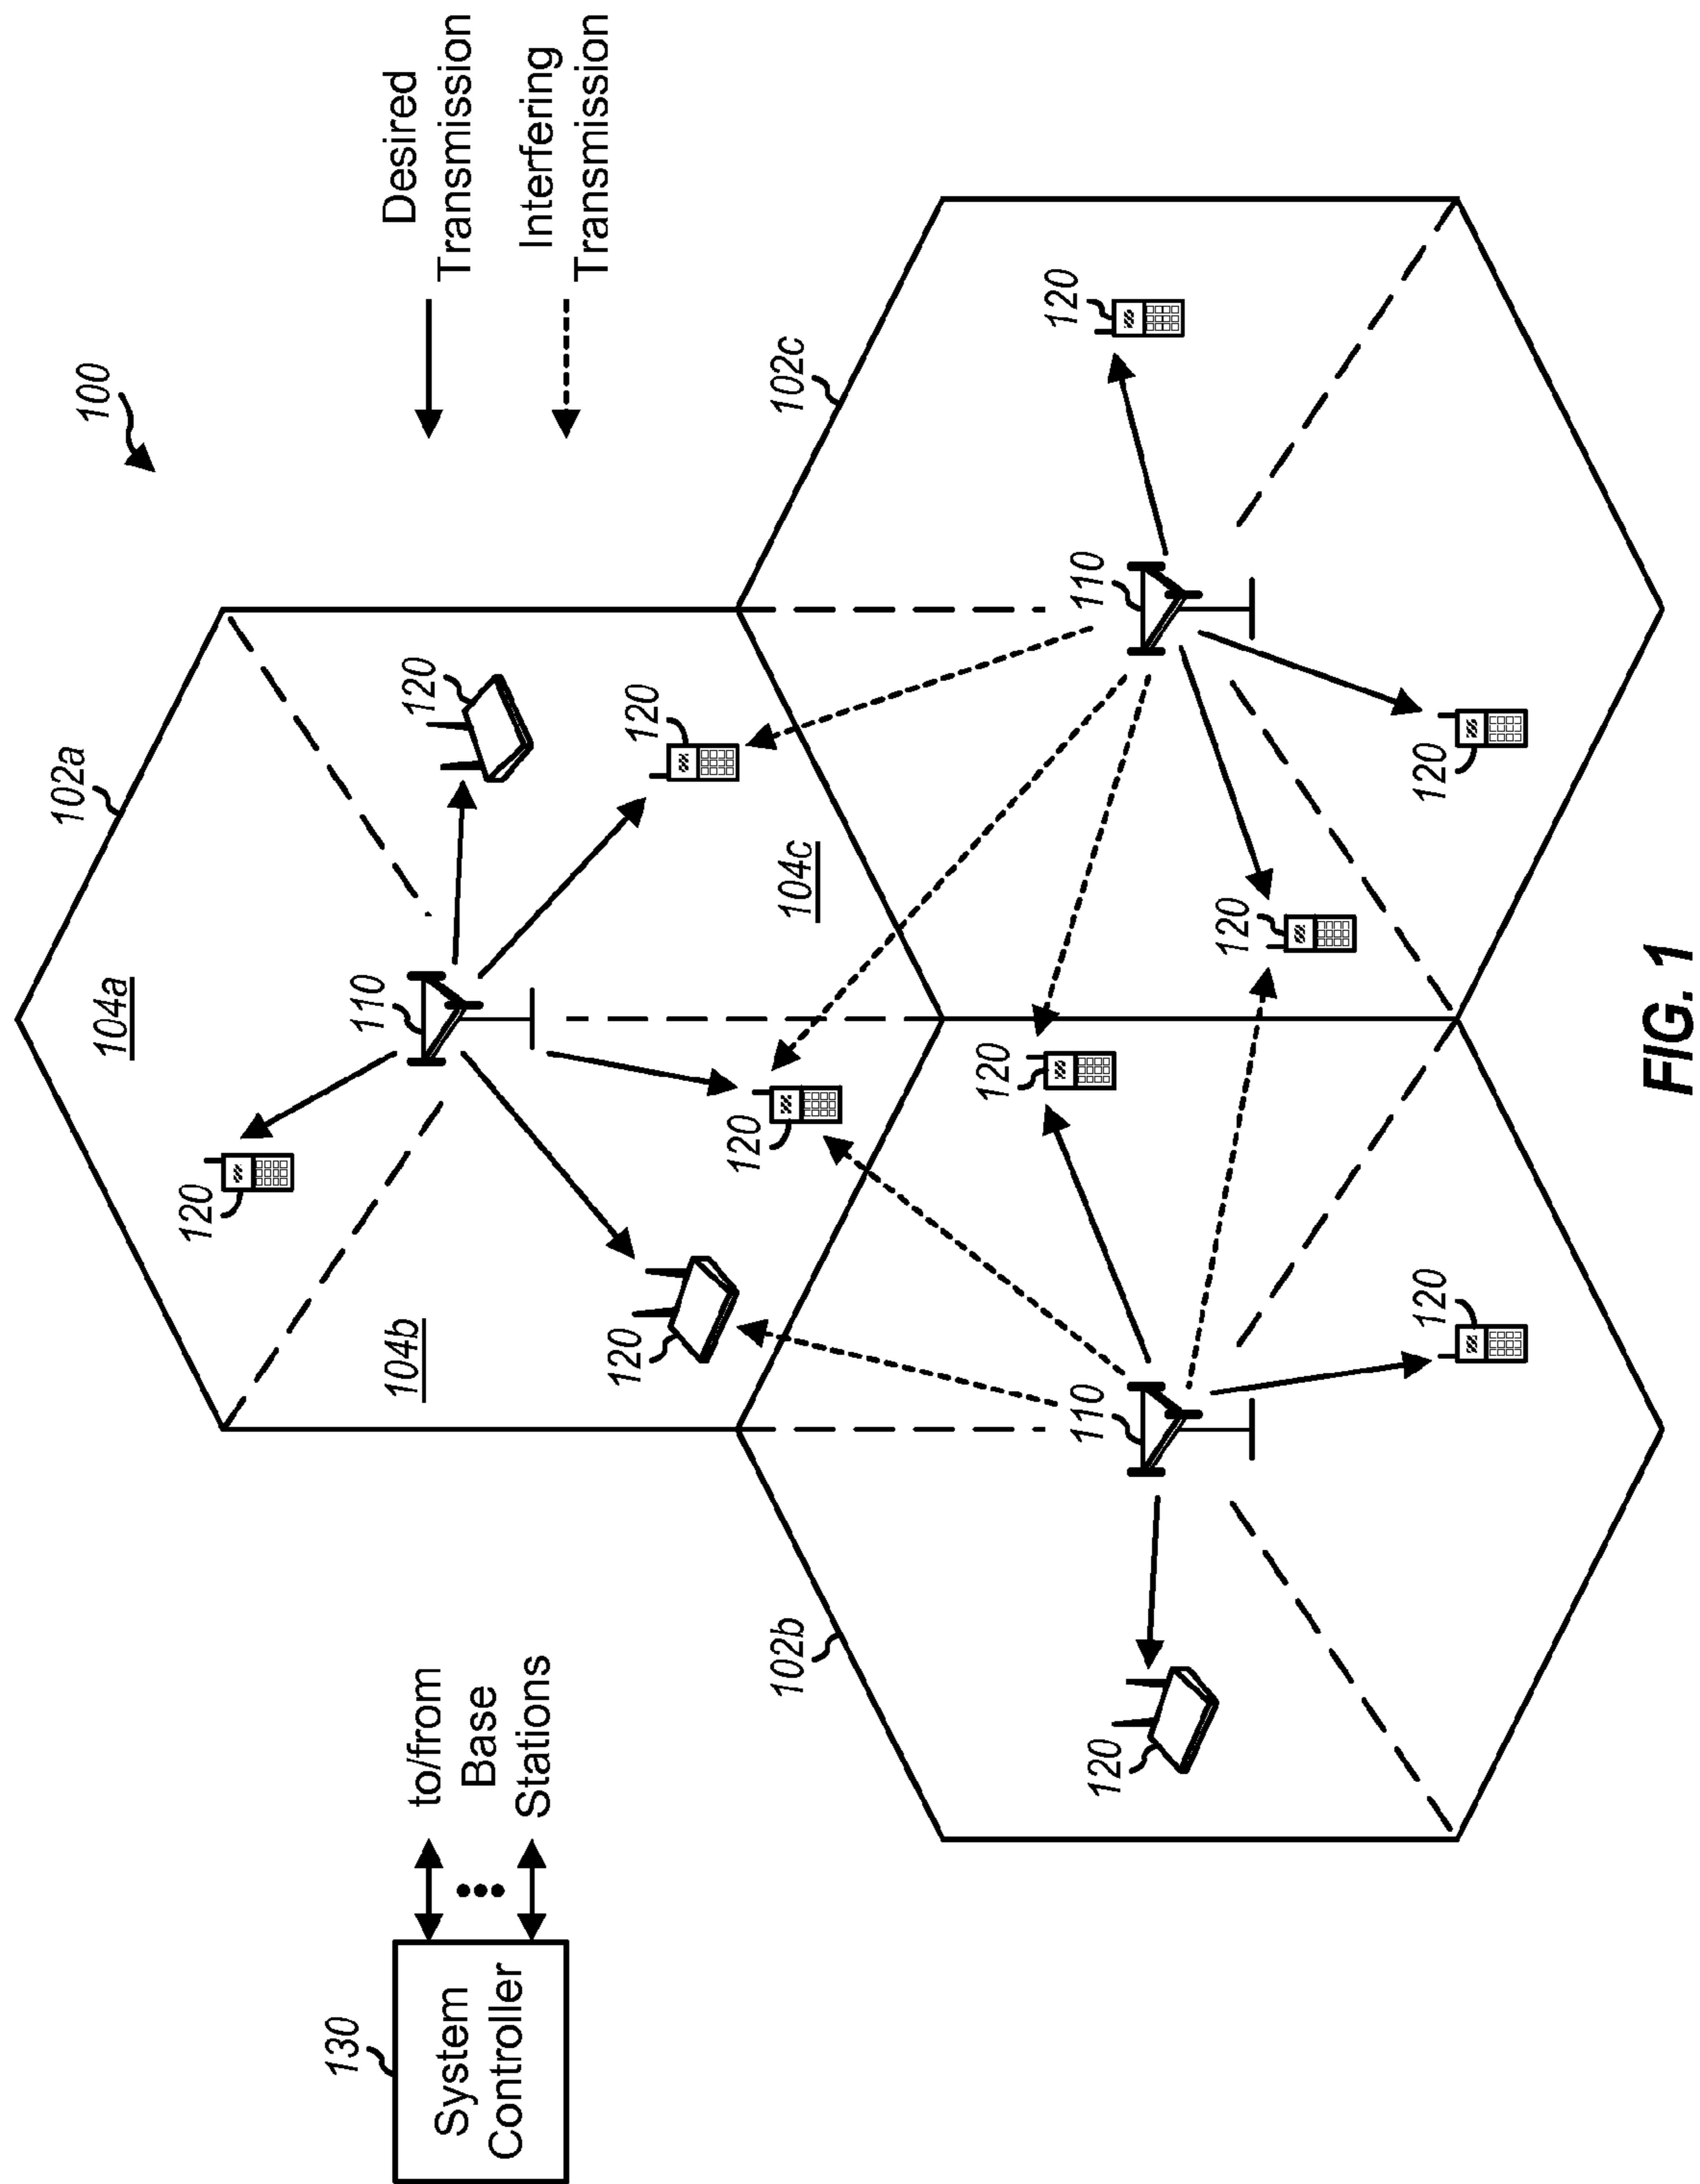 100
102a
104a
120
130
System
Controller
to/from
Base
Stations
110
Desired
Transmission
Interfering
Transmission
104b
120
120
120
120
104c
102b
102c
120
120
110
110
120
120
120
120
FIG. 1